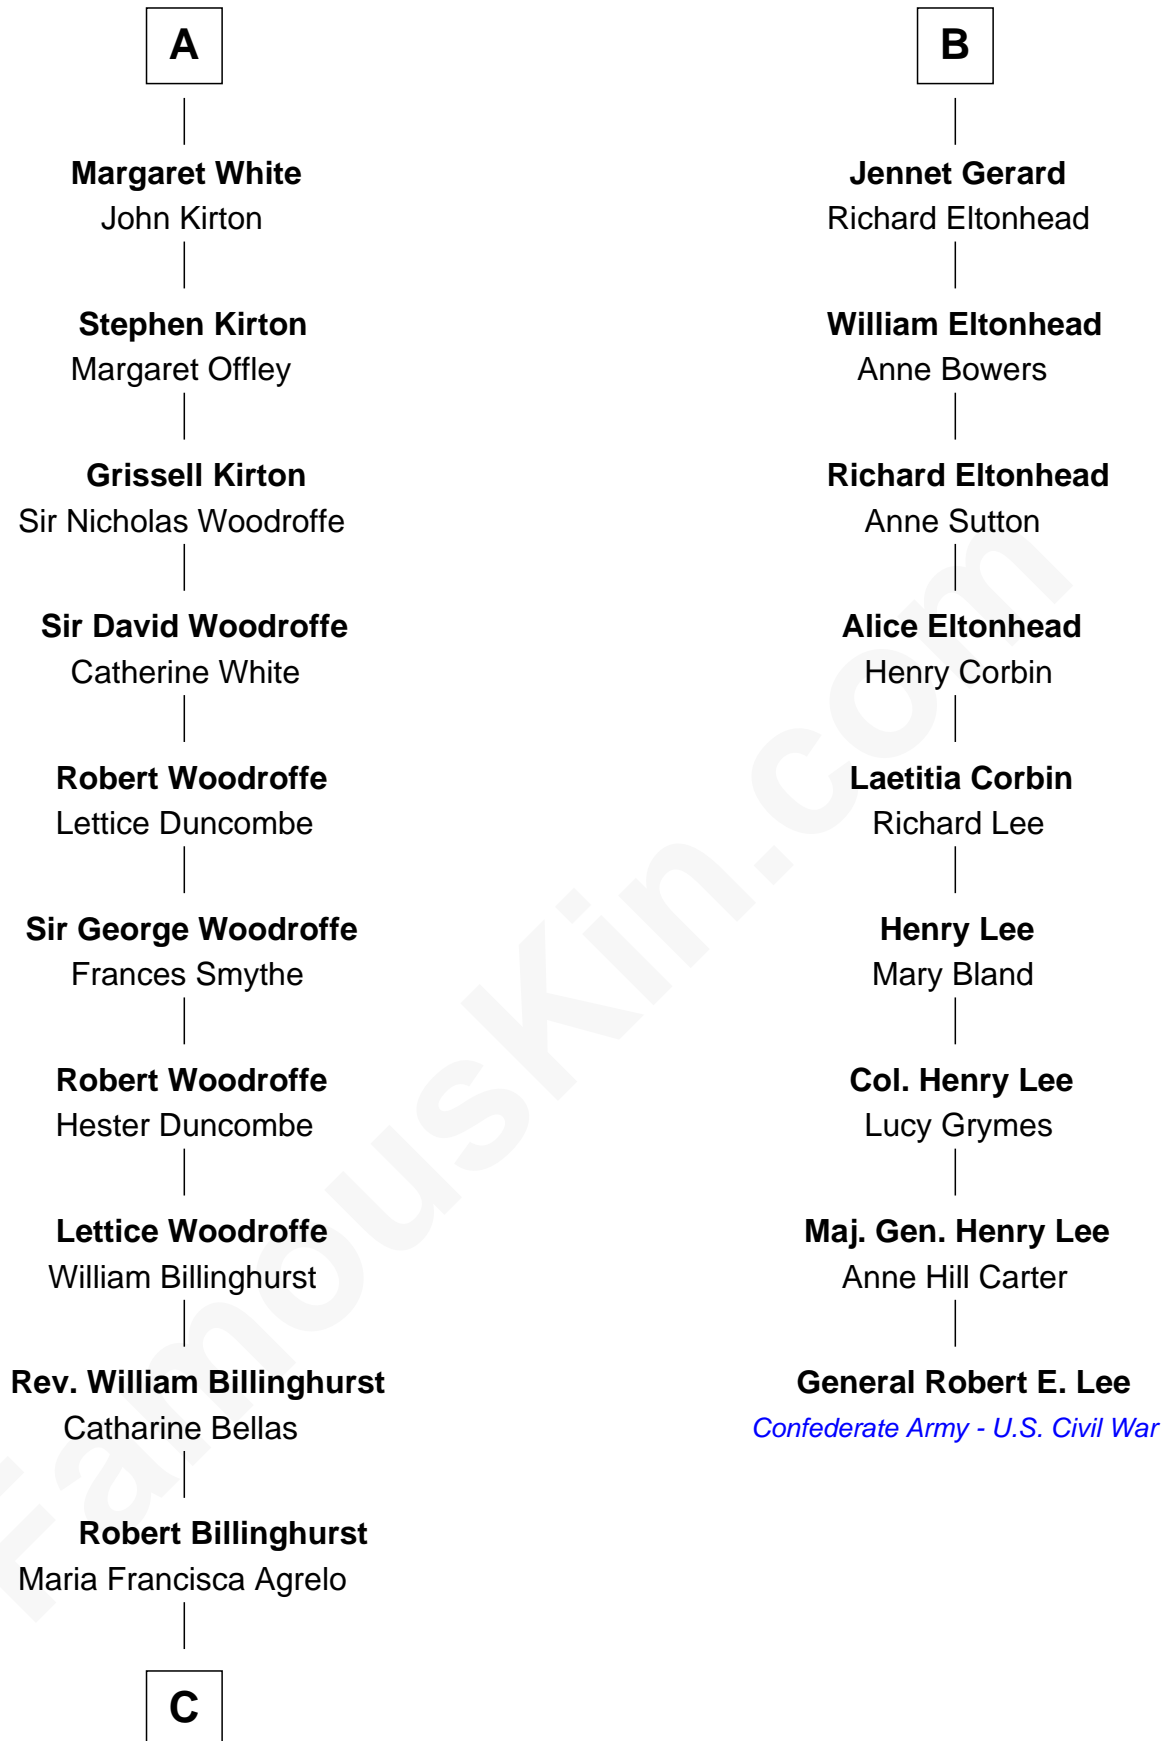 A
Margaret White
John Kirton
Stephen Kirton
Margaret Offley
Grissell Kirton
Sir Nicholas Woodroffe
Sir David Woodroffe
Catherine White
Robert Woodroffe
Lettice Duncombe
Sir George Woodroffe
Frances Smythe
Robert Woodroffe
Hester Duncombe
Lettice Woodroffe
William Billinghurst
Rev. William Billinghurst
Catharine Bellas
Robert Billinghurst
Maria Francisca Agrelo
C
B
Jennet Gerard
Richard Eltonhead
William Eltonhead
Anne Bowers
Richard Eltonhead
Anne Sutton
Alice Eltonhead
Henry Corbin
Laetitia Corbin
Richard Lee
Henry Lee
Mary Bland
Col. Henry Lee
Lucy Grymes
Maj. Gen. Henry Lee
Anne Hill Carter
General Robert E. Lee
Confederate Army - U.S. Civil War
FamousKin.com